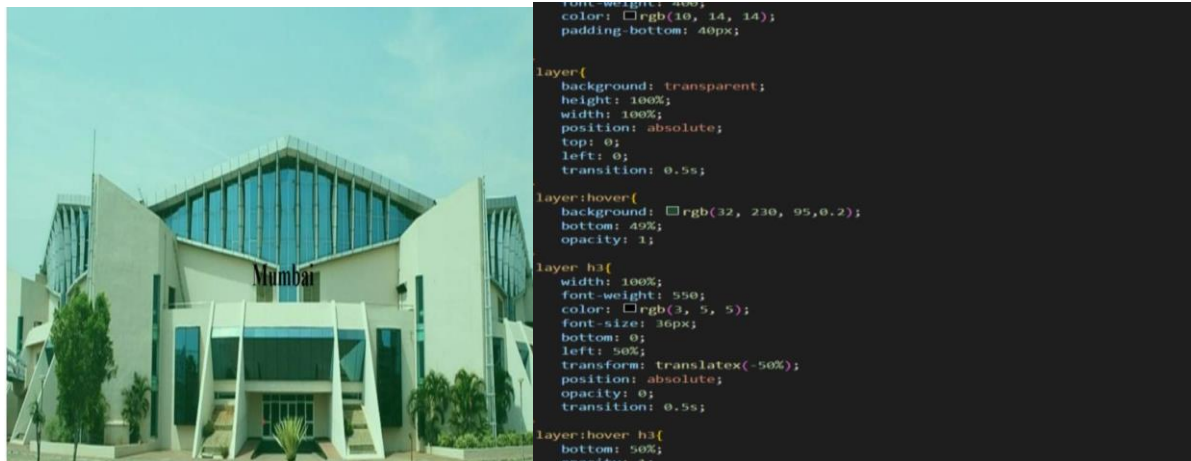 Mumbai
font-weight: 400;
color: rgb(10, 14, 14);
padding-bottom: 40px;
layer{
background: transparent;
height: 100%;
width: 100%;
position: absolute;
top: 0;
left: 0;
transition: 0.5s;
layer:hover{
background: rgb(32, 230, 95,0.2);
bottom: 49%;
opacity: 1;
layer h3{
width: 100%;
font-weight: 550;
color: rgb(3, 5, 5);
font-size: 36px;
bottom: 0;
left: 50%;
transform: translatex(-50%);
position: absolute;
opacity: 0;
transition: 0.5s;
layer:hover h3{
bottom: 50%;